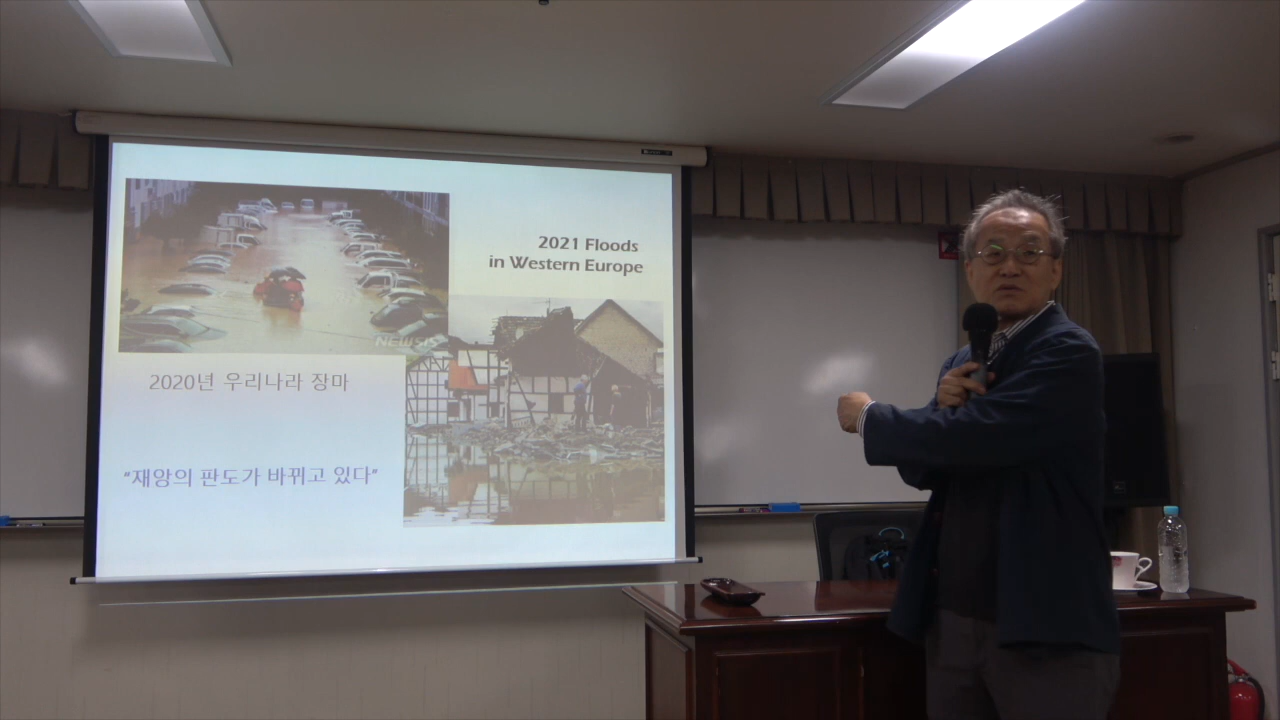 2021 Floods
in Western Europe
NEWSIS
2020년 우리나라 장마
"재앙의 판도가 바뀌고 있다"